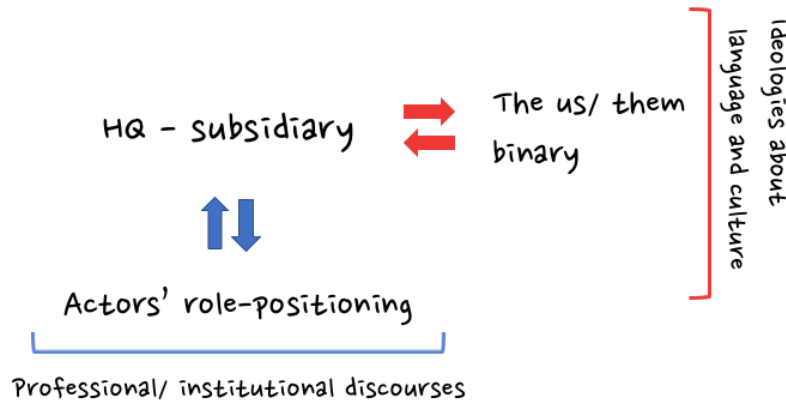 HQ - subsidiary
The us/ them
binary
Ideologies about
language and culture
Actors' role-positioning
Professional/ institutional discourses